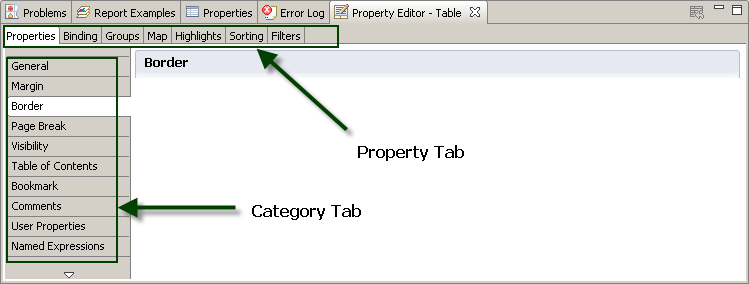 Problems Report Examples Properties Error Log Property Editor - Table
Properties Binding Groups Map Highlights Sorting Filters
General
Margin
Border
Page Break
Visibility
Table of Contents
Bookmark
Comments
User Properties
Named Expressions
Border
Property Tab
Category Tab